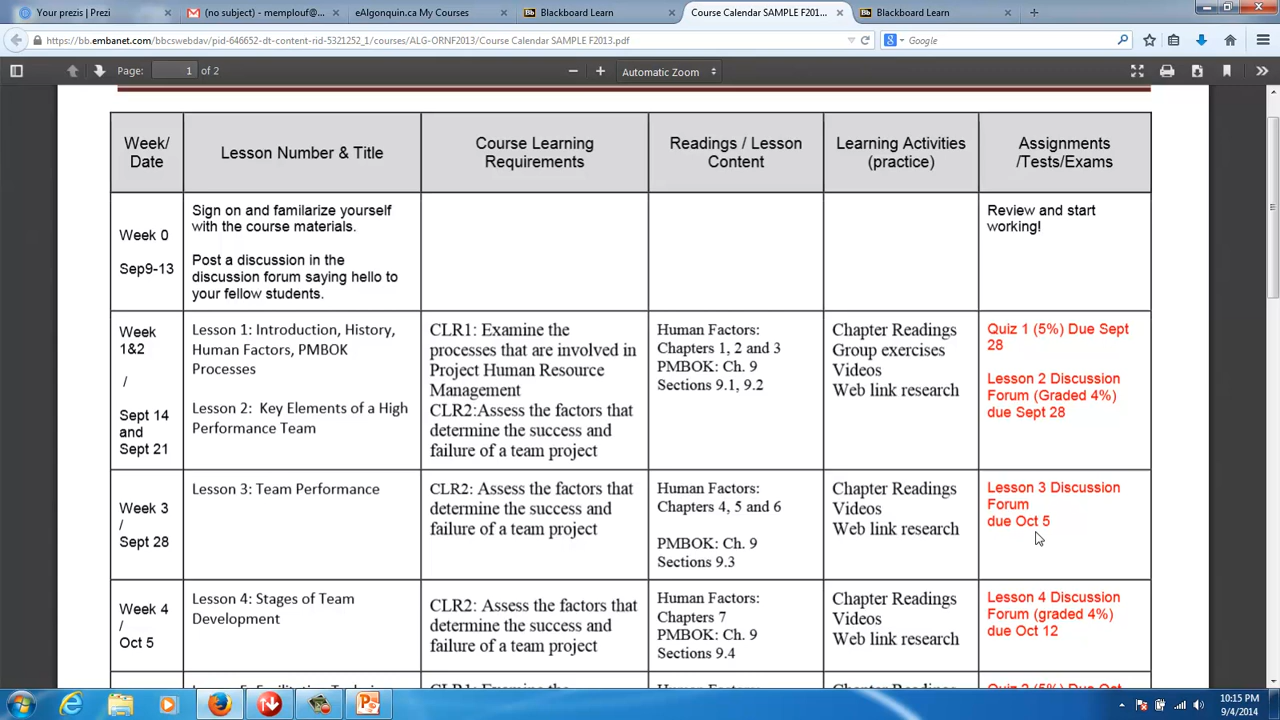 Your prezis | Prezi
(no subject) - memplouf@...
eAlgonquin.ca My Courses
Blackboard Learn
Course Calendar SAMPLE F201...
Blackboard Learn
https://bb.embanet.com/bbcswebdav/pid-646652-dt-content-rid-5321252_1/courses/ALG-ORNF2013/Course Calendar SAMPLE F2013.pdf
Google
Page: 1 of 2
Automatic Zoom
Week/
Date
Lesson Number & Title
Course Learning
Requirements
Readings / Lesson
Content
Learning Activities
(practice)
Assignments
/Tests/Exams
Week 0
Sep9-13
Sign on and familarize yourself
with the course materials.
Post a discussion in the
discussion forum saying hello to
your fellow students.
Review and start
working!
Week
1&2
/
Sept 14
and
Sept 21
Lesson 1: Introduction, History,
Human Factors, PMBOK
Processes
Lesson 2: Key Elements of a High
Performance Team
CLR1: Examine the
processes that are involved in
Project Human Resource
Management
CLR2:Assess the factors that
determine the success and
failure of a team project
Human Factors:
Chapters 1, 2 and 3
PMBOK: Ch. 9
Sections 9.1, 9.2
Chapter Readings
Group exercises
Videos
Web link research
Quiz 1 (5%) Due Sept
28
Lesson 2 Discussion
Forum (Graded 4%)
due Sept 28
Week 3
/
Sept 28
Lesson 3: Team Performance
CLR2: Assess the factors that
determine the success and
failure of a team project
Human Factors:
Chapters 4, 5 and 6
PMBOK: Ch. 9
Sections 9.3
Chapter Readings
Videos
Web link research
Lesson 3 Discussion
Forum
due Oct 5
Week 4
/
Oct 5
Lesson 4: Stages of Team
Development
CLR2: Assess the factors that
determine the success and
failure of a team project
Human Factors:
Chapters 7
PMBOK: Ch. 9
Sections 9.4
Chapter Readings
Videos
Web link research
Lesson 4 Discussion
Forum (graded 4%)
due Oct 12
10:15 PM
9/4/2014